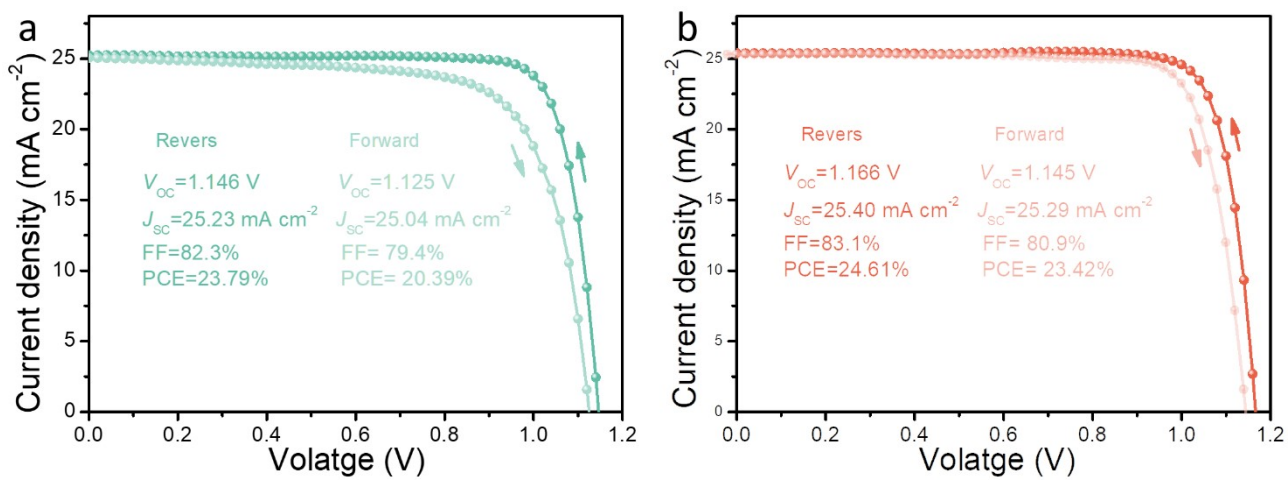 a
Current density (mA cm⁻²)
30
25
20
15
10
5
0
Revers
Forward
V_OC=1.146 V
V_OC=1.125 V
J_SC=25.23 mA cm⁻²
J_SC=25.04 mA cm⁻²
FF=82.3%
FF= 79.4%
PCE=23.79%
PCE= 20.39%
0.0 0.2 0.4 0.6 0.8 1.0 1.2
Volatge (V)
b
Current density (mA cm⁻²)
25
20
15
10
5
0
Revers
Forward
V_OC=1.166 V
V_OC=1.145 V
J_SC=25.40 mA cm⁻²
J_SC=25.29 mA cm⁻²
FF=83.1%
FF= 80.9%
PCE=24.61%
PCE= 23.42%
0.0 0.2 0.4 0.6 0.8 1.0 1.2
Volatge (V)